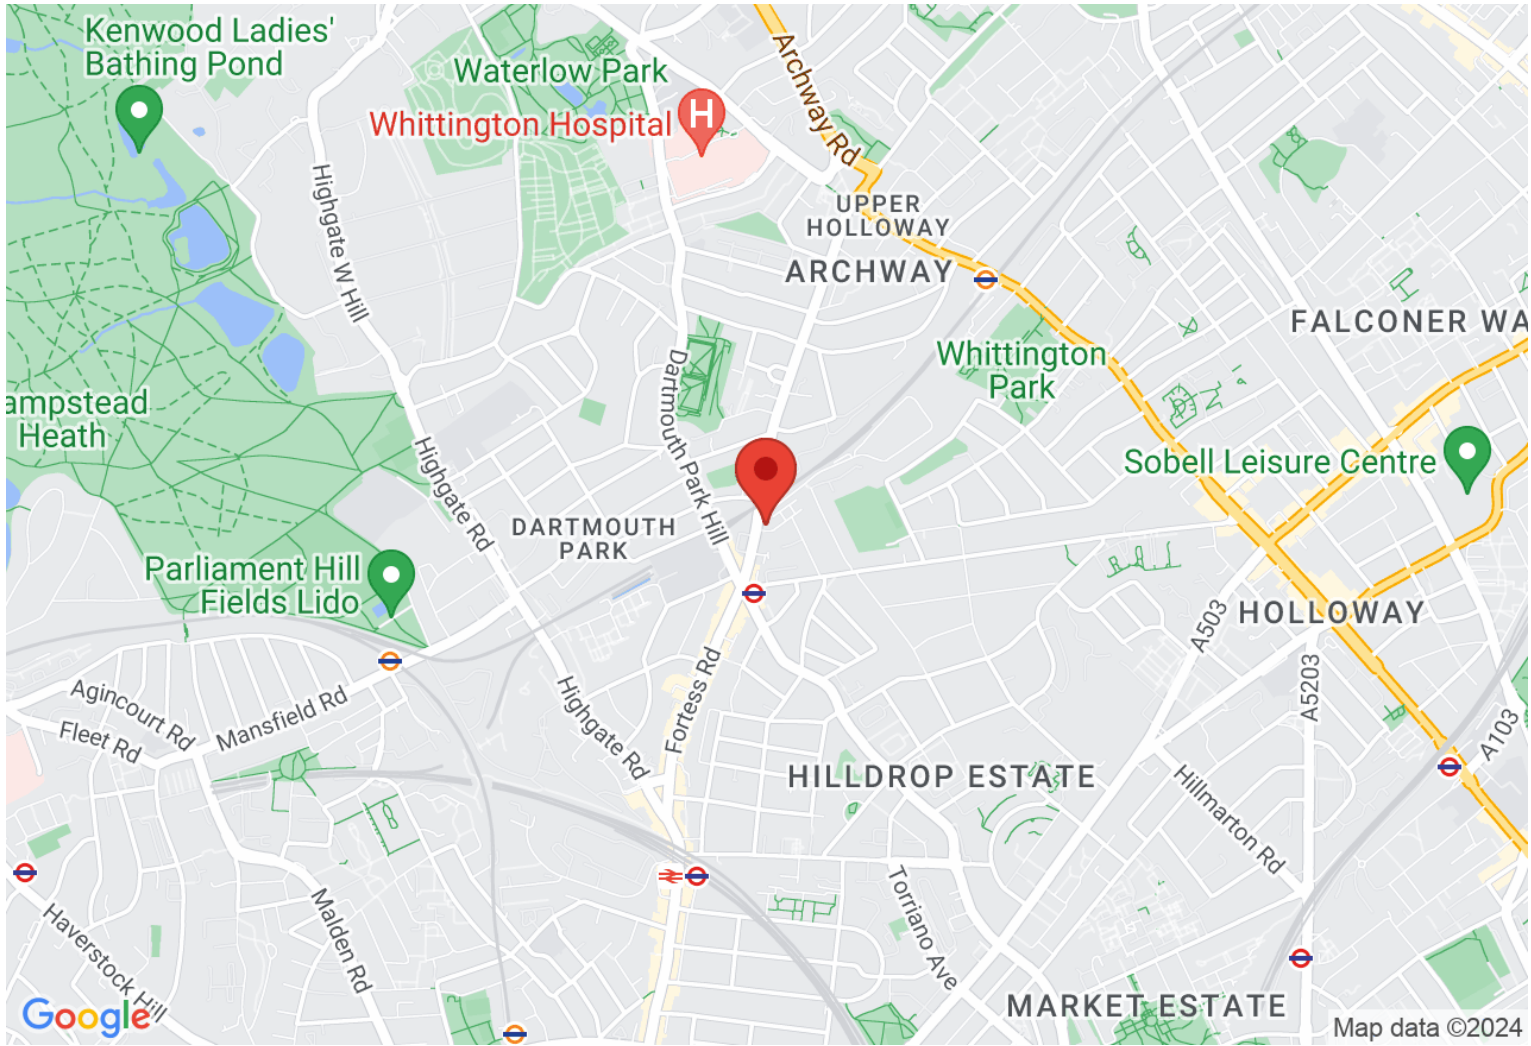 Kenwood Ladies'
Bathing Pond
Waterlow Park
Whittington Hospital
H
Archway Rd
Highgate W Hill
UPPER
HOLLOWAY
ARCHWAY
FALCONER WA
Whittington
Park
Dartmouth Park Hill
ampstead
Heath
Highgate Rd
Sobell Leisure Centre
DARTMOUTH
PARK
Parliament Hill
Fields Lido
A503
HOLLOWAY
Agincourt Rd
Mansfield Rd
Fleet Rd
Highgate Rd
Fortess Rd
A5203
A103
HILLDROP ESTATE
Hillmarton Rd
Torriano Ave
Malden Rd
Haverstock Hill
MARKET ESTATE
Google
Map data ©2024